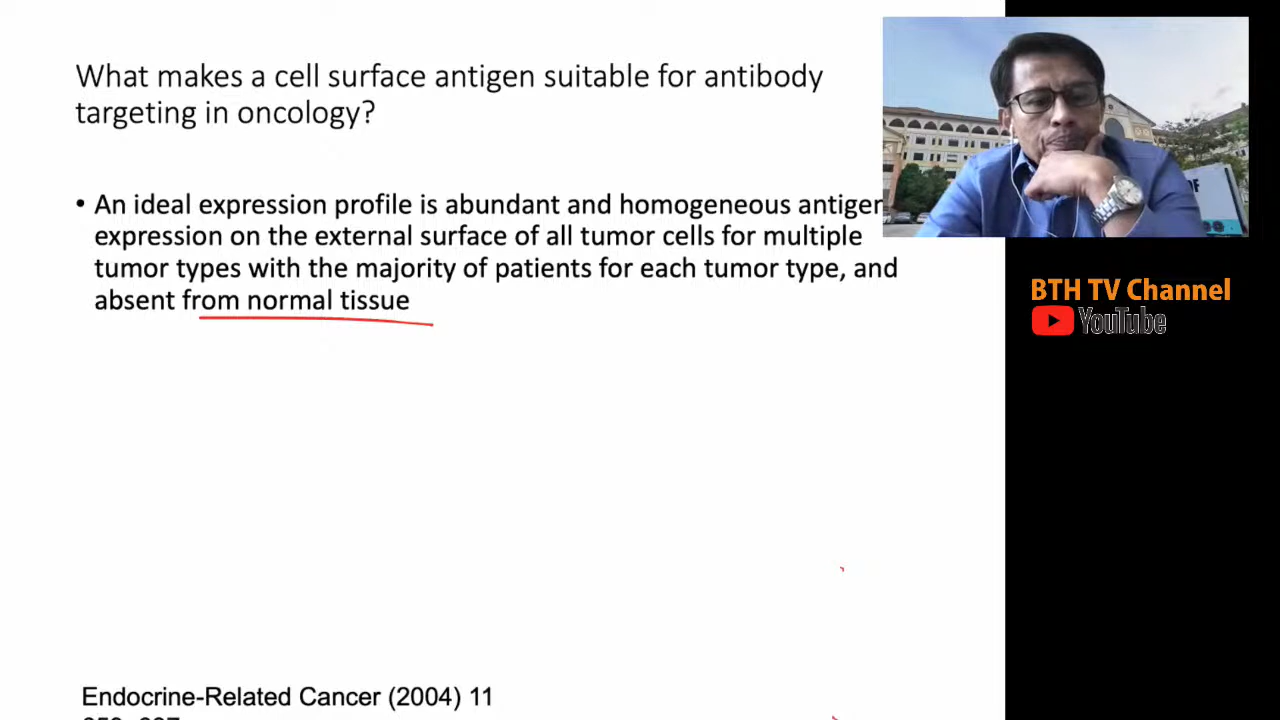 What makes a cell surface antigen suitable for antibody
targeting in oncology?
• An ideal expression profile is abundant and homogeneous antigen
expression on the external surface of all tumor cells for multiple
tumor types with the majority of patients for each tumor type, and
absent from normal tissue
BTH TV Channel
YouTube
Endocrine-Related Cancer (2004) 11